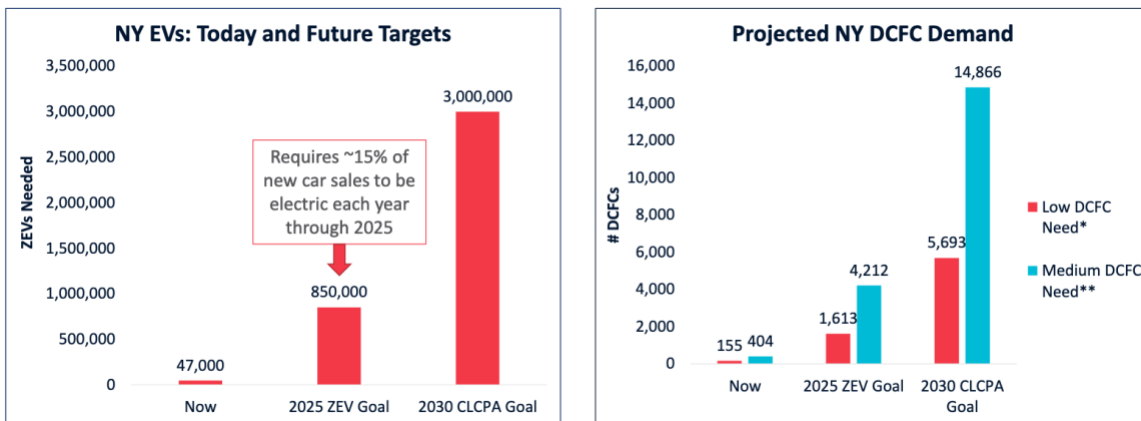 NY EVs: Today and Future Targets
3,500,000
3,000,000
2,500,000
2,000,000
1,500,000
1,000,000
500,000
0
ZEVs Needed
47,000
850,000
3,000,000
Requires ~15% of
new car sales to be
electric each year
through 2025
Now
2025 ZEV Goal
2030 CLCPA Goal
Projected NY DCFC Demand
16,000
14,000
12,000
10,000
8,000
6,000
4,000
2,000
0
# DCFCs
155
404
1,613
4,212
5,693
14,866
Now
2025 ZEV Goal
2030 CLCPA
Goal
Low DCFC
Need*
Medium DCFC
Need**